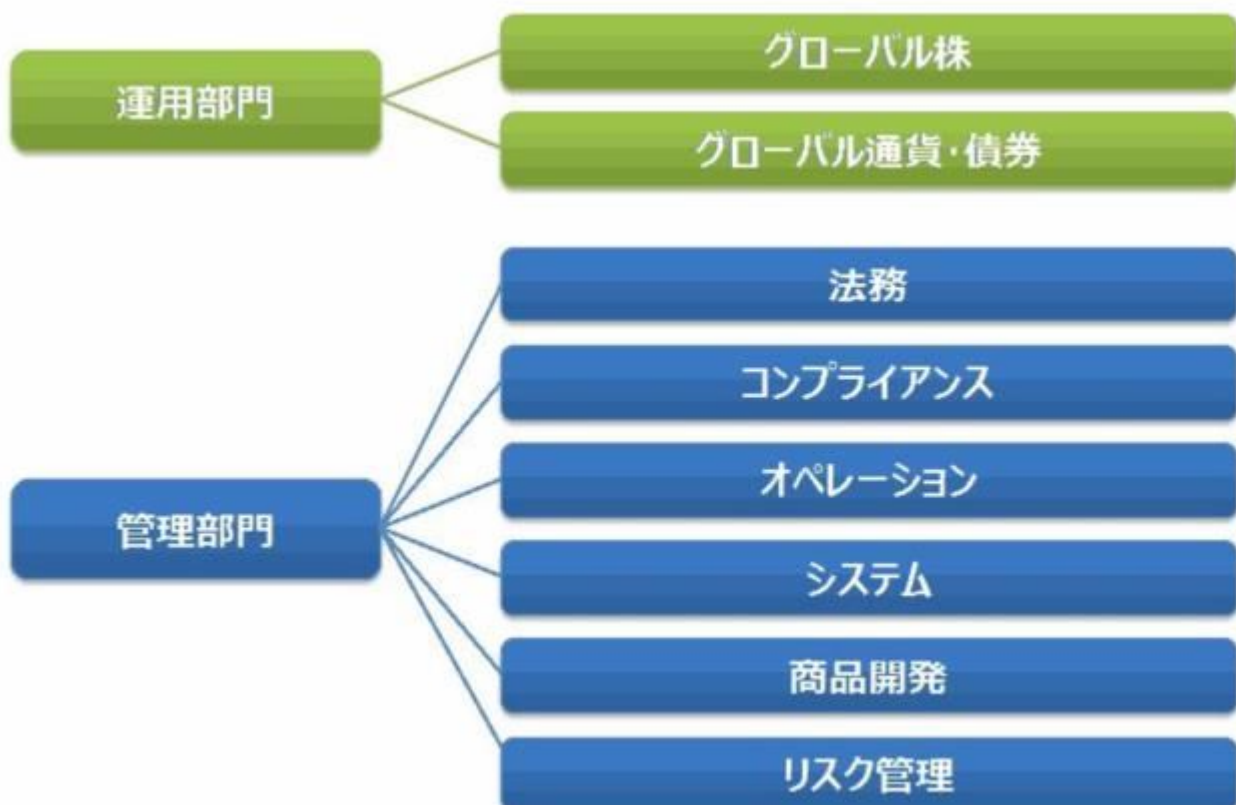 運用部門
グローバル株
グローバル通貨・債券
管理部門
法務
コンプライアンス
オペレーション
システム
商品開発
リスク管理